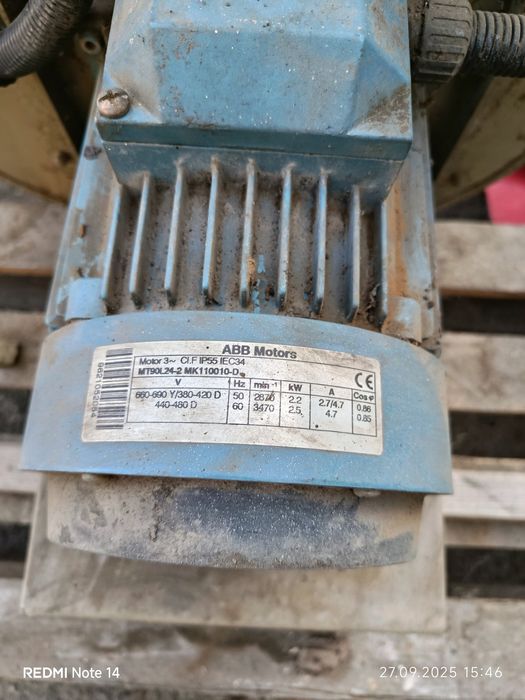 ABB Motors
Motor 3~ Cl.F IP55 IEC34
MT90L24-2 MK110010-D
V Hz min⁻¹ kW A Cos φ
660-690 Y/380-420 D 50 2876 2.2 2.7/4.7 0.86
440-480 D 60 3470 2.5 4.7 0.85
CE
REDMI Note 14
27.09.2025 15:46